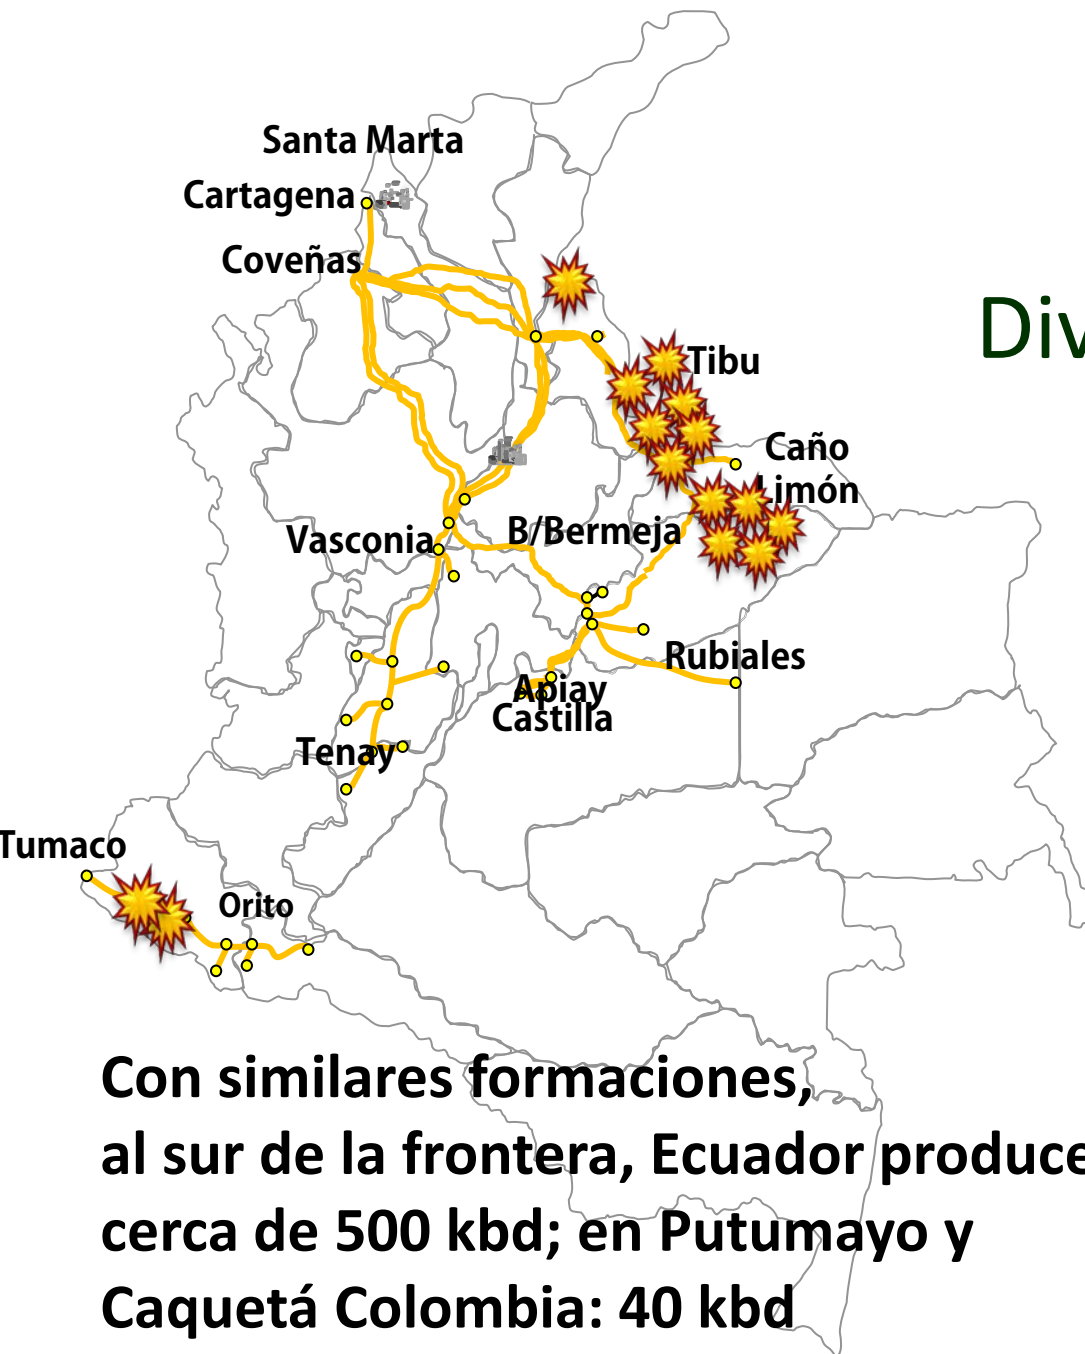 Santa Marta
Cartagena
Coveñas
Div
Tibu
Caño
Limón
B/Bermeja
Vasconia
Rubiales
Apiay
Castilla
Tenay
Tumaco
Orito
Con similares formaciones,
al sur de la frontera, Ecuador produce
cerca de 500 kbd; en Putumayo y
Caquetá Colombia: 40 kbd